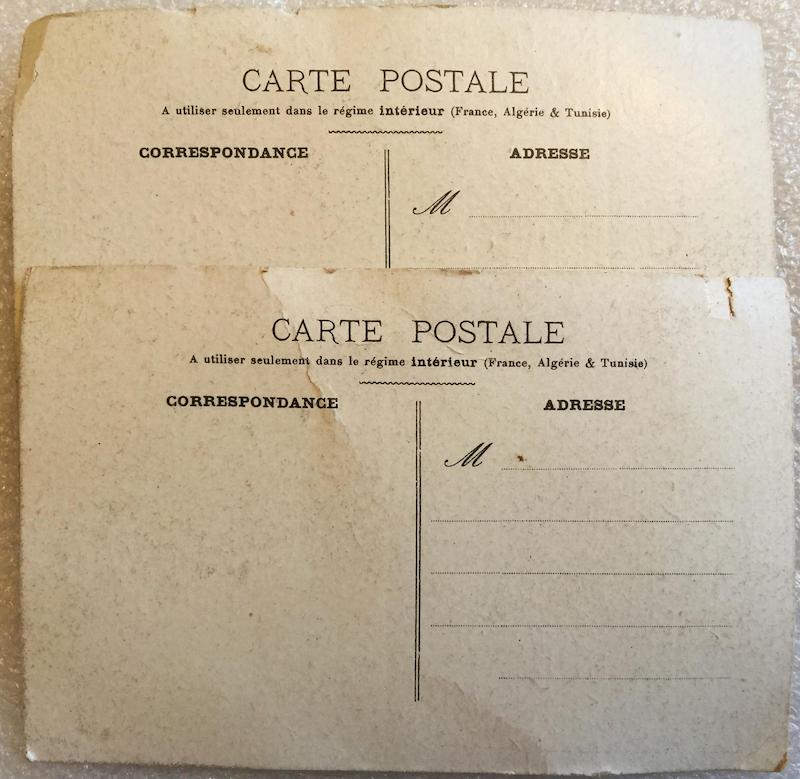 CARTE POSTALE
A utiliser seulement dans le régime intérieur (France, Algérie & Tunisie)
CORRESPONDANCE
ADRESSE
M
CARTE POSTALE
A utiliser seulement dans le régime intérieur (France, Algérie & Tunisie)
CORRESPONDANCE
ADRESSE
M